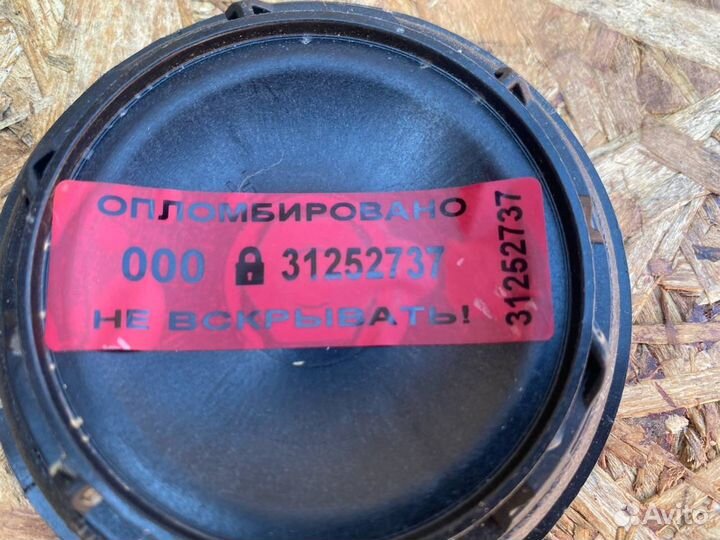 ОПЛОМБИРОВАНО
000 31252737
НЕ ВСКРЫВАТЬ!
31252737
Avito